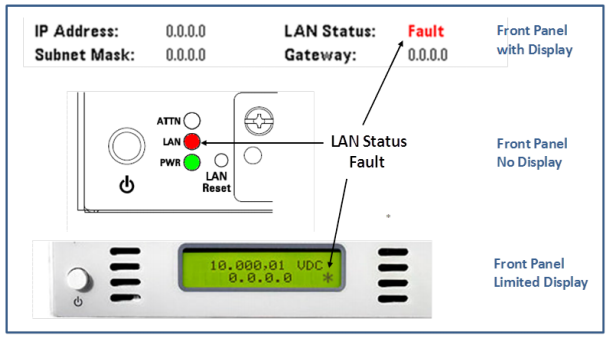 IP Address: 0.0.0.0 LAN Status: Fault Front Panel
Subnet Mask: 0.0.0.0 Gateway: 0.0.0.0 with Display
ATTN
LAN
PWR
LAN
Reset
LAN Status
Fault
Front Panel
No Display
10.000,01 VDC
0.0.0.0 *
Front Panel
Limited Display